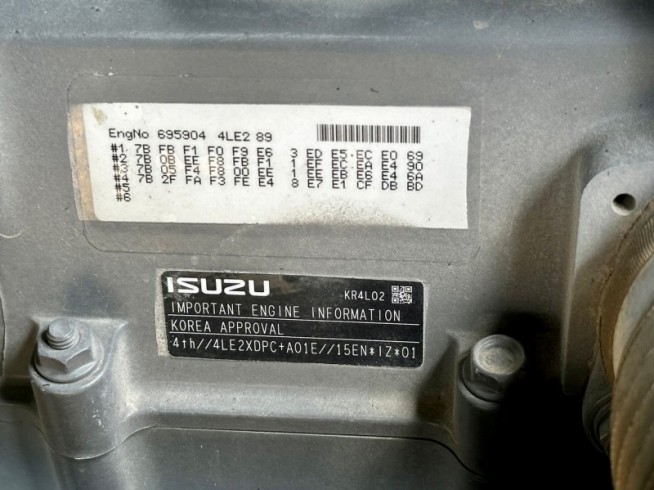 EngNo 695904 4LE2 89
#1 7B FB F1 F0 F9 E6 3 ED E5 EC E0 69
#2 7B 0B EE F8 FB F1 1 EF EC EA E4 90
#3 7B 05 F4 F8 00 EE 1 EE EB E6 E4 6A
#4 7B 2F FA F3 FE E4 8 E7 E1 CF DB BD
#5
#6
ISUZU KR4L02
IMPORTANT ENGINE INFORMATION
KOREA APPROVAL
4th//4LE2XDPC+A01E//15EN*IZ*01